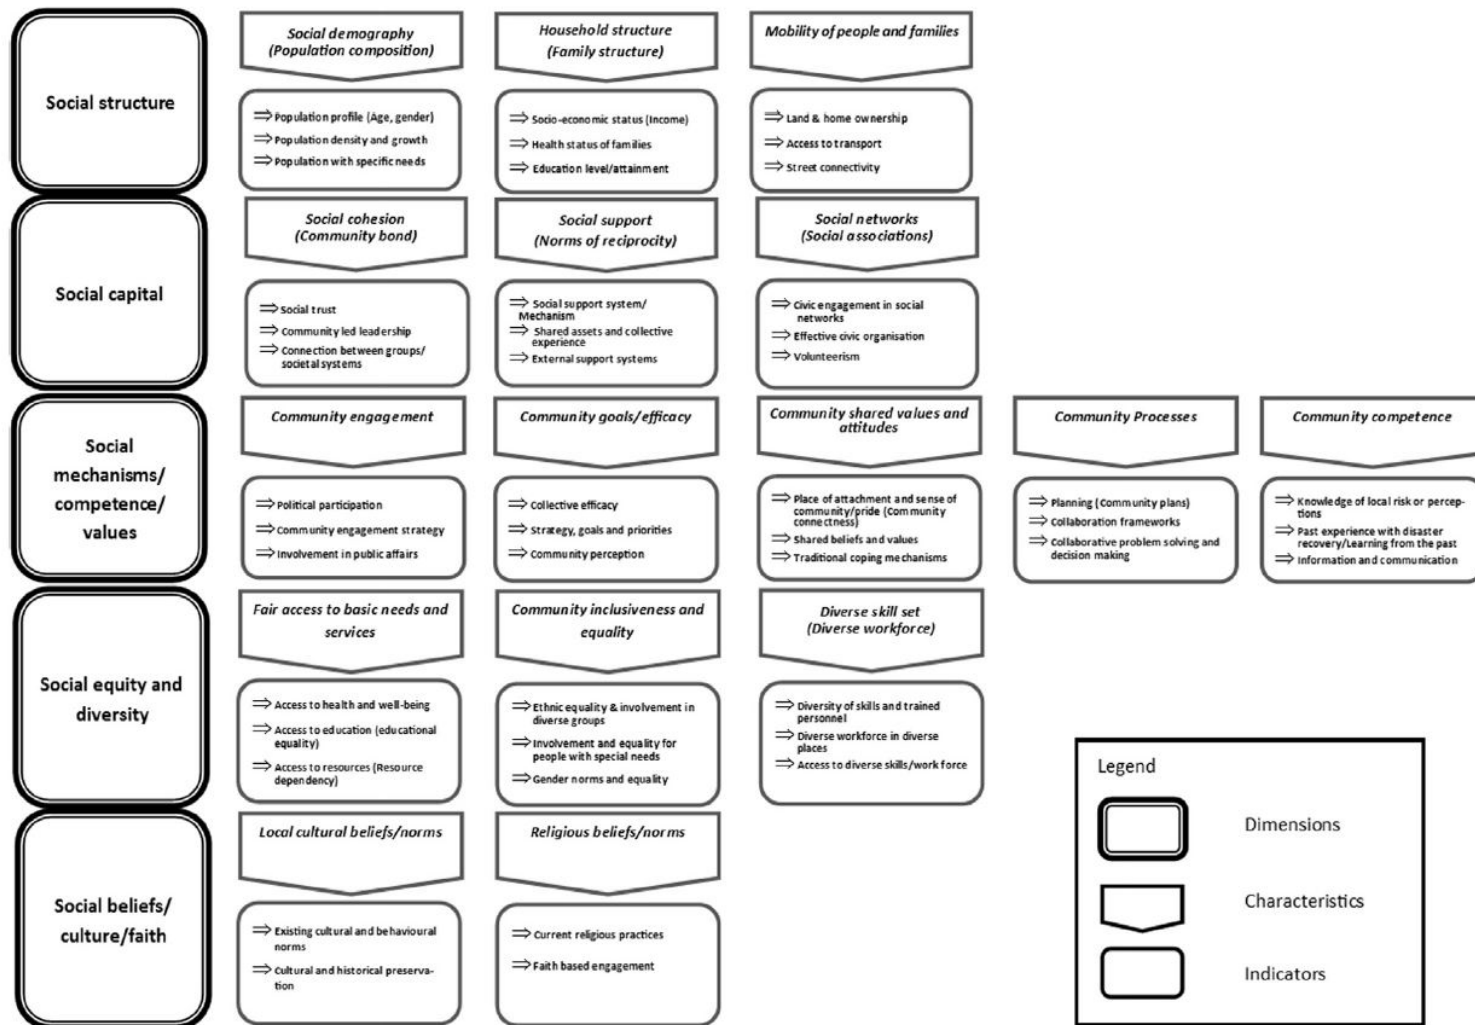 Social structure
Social demography
(Population composition)
⇒ Population profile (Age, gender)
⇒ Population density and growth
⇒ Population with specific needs
Household structure
(Family structure)
⇒ Socio-economic status (Income)
⇒ Health status of families
⇒ Education level/attainment
Mobility of people and families
⇒ Land & home ownership
⇒ Access to transport
⇒ Street connectivity
Social capital
Social cohesion
(Community bond)
⇒ Social trust
⇒ Community led leadership
⇒ Connection between groups/
societal systems
Social support
(Norms of reciprocity)
⇒ Social support system/
Mechanism
⇒ Shared assets and collective
experience
⇒ External support systems
Social networks
(Social associations)
⇒ Civic engagement in social
networks
⇒ Effective civic organisation
⇒ Volunteerism
Social
mechanisms/
competence/
values
Community engagement
⇒ Political participation
⇒ Community engagement strategy
⇒ Involvement in public affairs
Community goals/efficacy
⇒ Collective efficacy
⇒ Strategy, goals and priorities
⇒ Community perception
Community shared values and
attitudes
⇒ Place of attachment and sense of
community/pride (Community
connectness)
⇒ Shared beliefs and values
⇒ Traditional coping mechanisms
Community Processes
⇒ Planning (Community plans)
⇒ Collaboration frameworks
⇒ Collaborative problem solving and
decision making
Community competence
⇒ Knowledge of local risk or percep-
tions
⇒ Past experience with disaster
recovery/Learning from the past
⇒ Information and communication
Social equity and
diversity
Fair access to basic needs and
services
⇒ Access to health and well-being
⇒ Access to education (educational
equality)
⇒ Access to resources (Resource
dependency)
Community inclusiveness and
equality
⇒ Ethnic equality & involvement in
diverse groups
⇒ Involvement and equality for
people with special needs
⇒ Gender norms and equality
Diverse skill set
(Diverse workforce)
⇒ Diversity of skills and trained
personnel
⇒ Diverse workforce in diverse
places
⇒ Access to diverse skills/work force
Social beliefs/
culture/faith
Local cultural beliefs/norms
⇒ Existing cultural and behavioural
norms
⇒ Cultural and historical preserva-
tion
Religious beliefs/norms
⇒ Current religious practices
⇒ Faith based engagement
Legend
Dimensions
Characteristics
Indicators